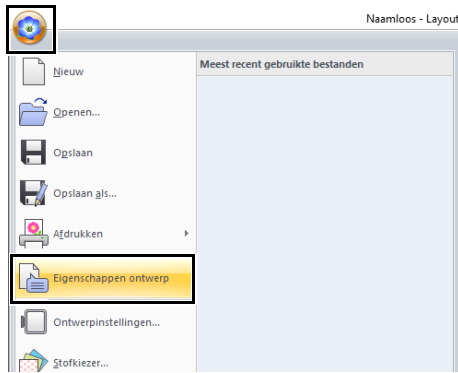 Naamloos - Layout
Nieuw
Meest recent gebruikte bestanden
Openen...
Opslaan
Opslaan als...
Afdrukken
Eigenschappen ontwerp
Ontwerpinstellingen...
Stofkiezer...